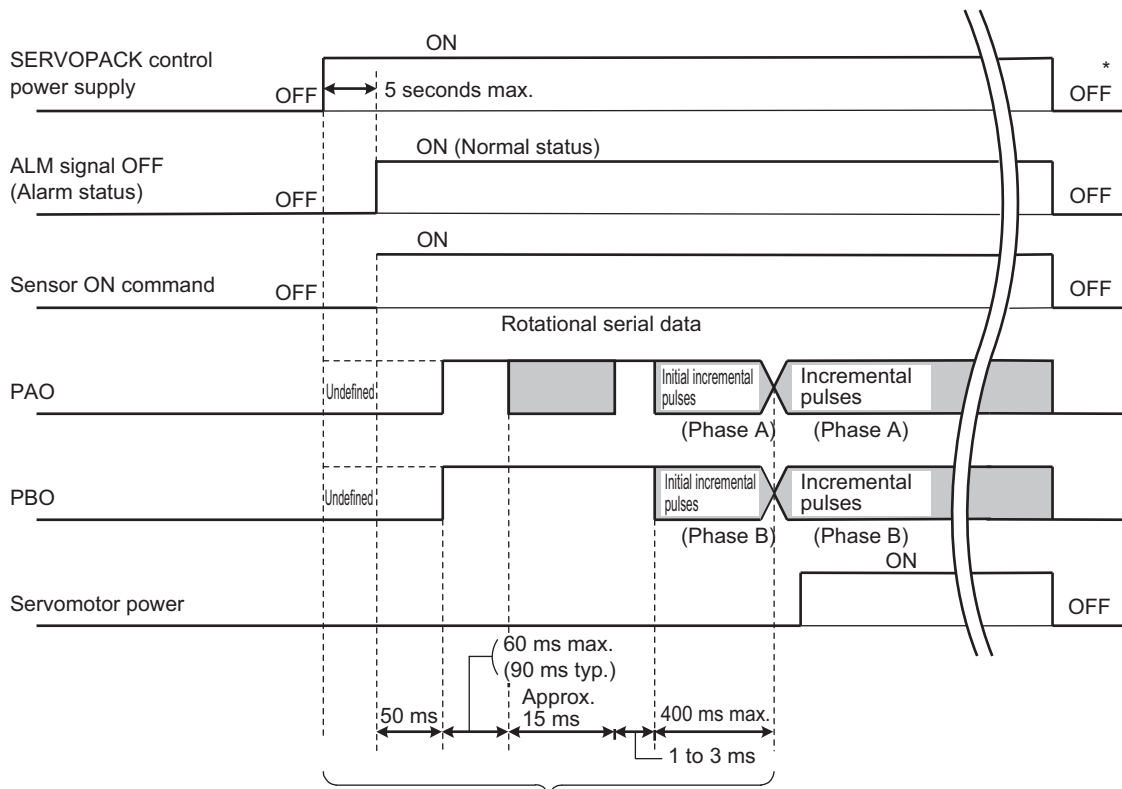 ON
SERVOPACK control
power supply
OFF
5 seconds max.
*
OFF
ALM signal OFF
(Alarm status)
ON (Normal status)
OFF
OFF
ON
Sensor ON command
OFF
OFF
Rotational serial data
PAO
Undefined
Initial incremental
pulses
Incremental
pulses
(Phase A)
(Phase A)
PBO
Undefined
Initial incremental
pulses
Incremental
pulses
(Phase B)
(Phase B)
ON
Servomotor power
OFF
60 ms max.
(90 ms typ.)
Approx.
50 ms
15 ms
400 ms max.
1 to 3 ms